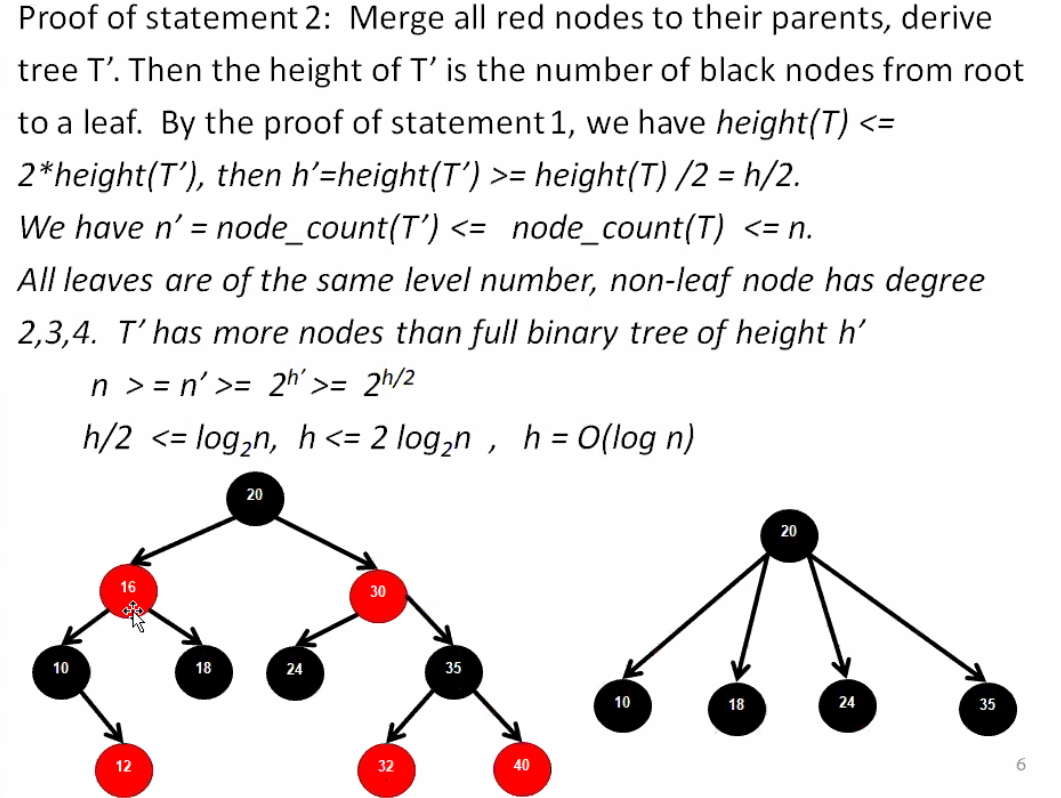 Proof of statement 2:  Merge all red nodes to their parents, derive
tree T’. Then the height of T’ is the number of black nodes from root
to a leaf.  By the proof of statement 1, we have height(T) <=
2*height(T’), then h’=height(T’) >= height(T) /2 = h/2.
We have n’ = node_count(T’) <=   node_count(T)  <= n.
All leaves are of the same level number, non-leaf node has degree
2,3,4.  T’ has more nodes than full binary tree of height h’
n  > = n’ >=  2^h’ >=  2^h/2
h/2  <= log₂n,  h <= 2 log₂n  ,   h = O(log n)
20
16
30
10
18
24
35
12
32
40
20
10
18
24
35
6